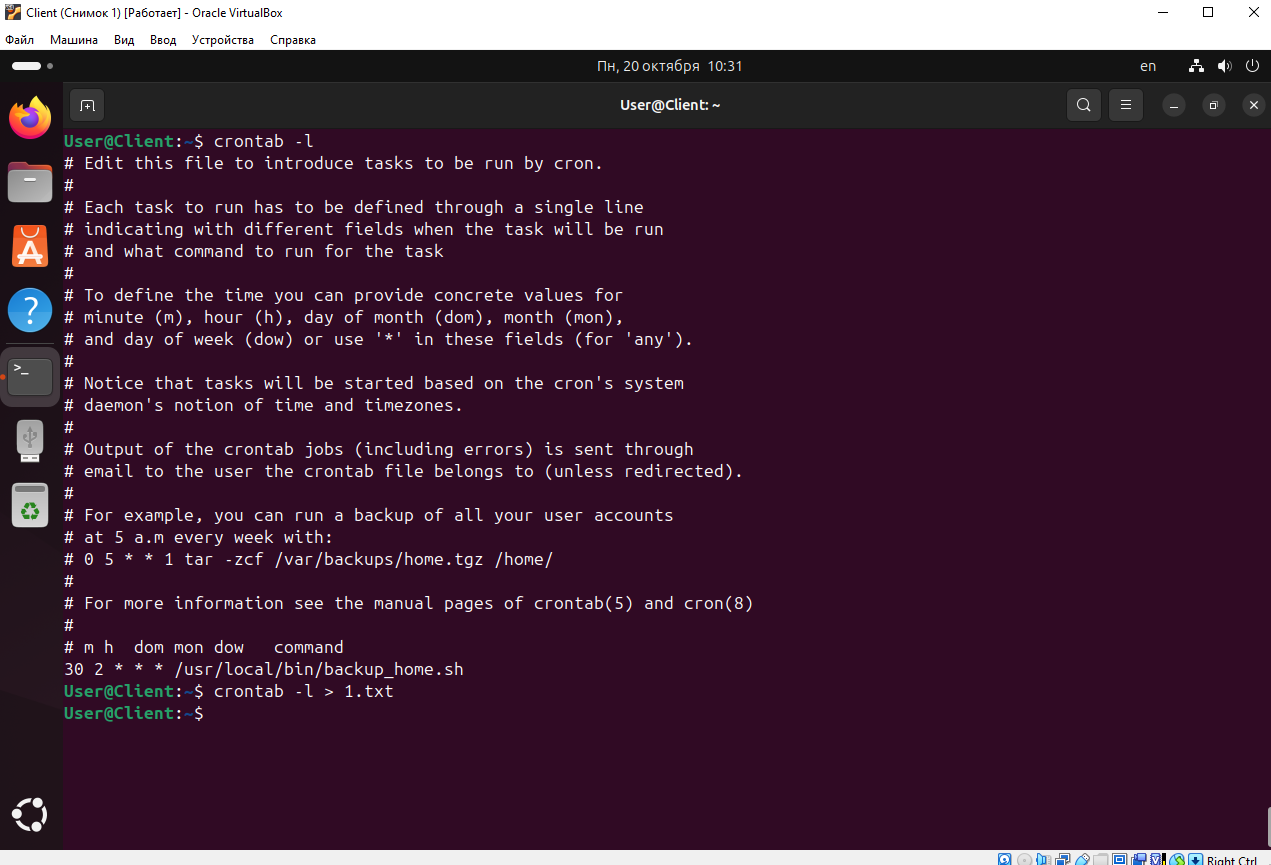 Client (Снимок 1) [Работает] - Oracle VirtualBox
Файл Машина Вид Ввод Устройства Справка
Пн, 20 октября 10:31
en
User@Client: ~
User@Client:~$ crontab -l
# Edit this file to introduce tasks to be run by cron.
#
# Each task to run has to be defined through a single line
# indicating with different fields when the task will be run
# and what command to run for the task
#
# To define the time you can provide concrete values for
# minute (m), hour (h), day of month (dom), month (mon),
# and day of week (dow) or use '*' in these fields (for 'any').
#
# Notice that tasks will be started based on the cron's system
# daemon's notion of time and timezones.
#
# Output of the crontab jobs (including errors) is sent through
# email to the user the crontab file belongs to (unless redirected).
#
# For example, you can run a backup of all your user accounts
# at 5 a.m every week with:
# 0 5 * * 1 tar -zcf /var/backups/home.tgz /home/
#
# For more information see the manual pages of crontab(5) and cron(8)
#
# m h  dom mon dow   command
30 2 * * * /usr/local/bin/backup_home.sh
User@Client:~$ crontab -l > 1.txt
User@Client:~$
Right Ctrl